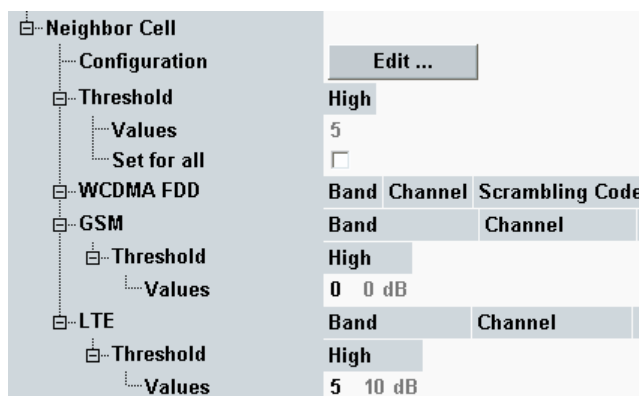 Neighbor Cell
Configuration Edit ...
Threshold High
Values 5
Set for all
WCDMA FDD Band Channel Scrambling Code
GSM Band Channel
Threshold High
Values 0 0 dB
LTE Band Channel
Threshold High
Values 5 10 dB